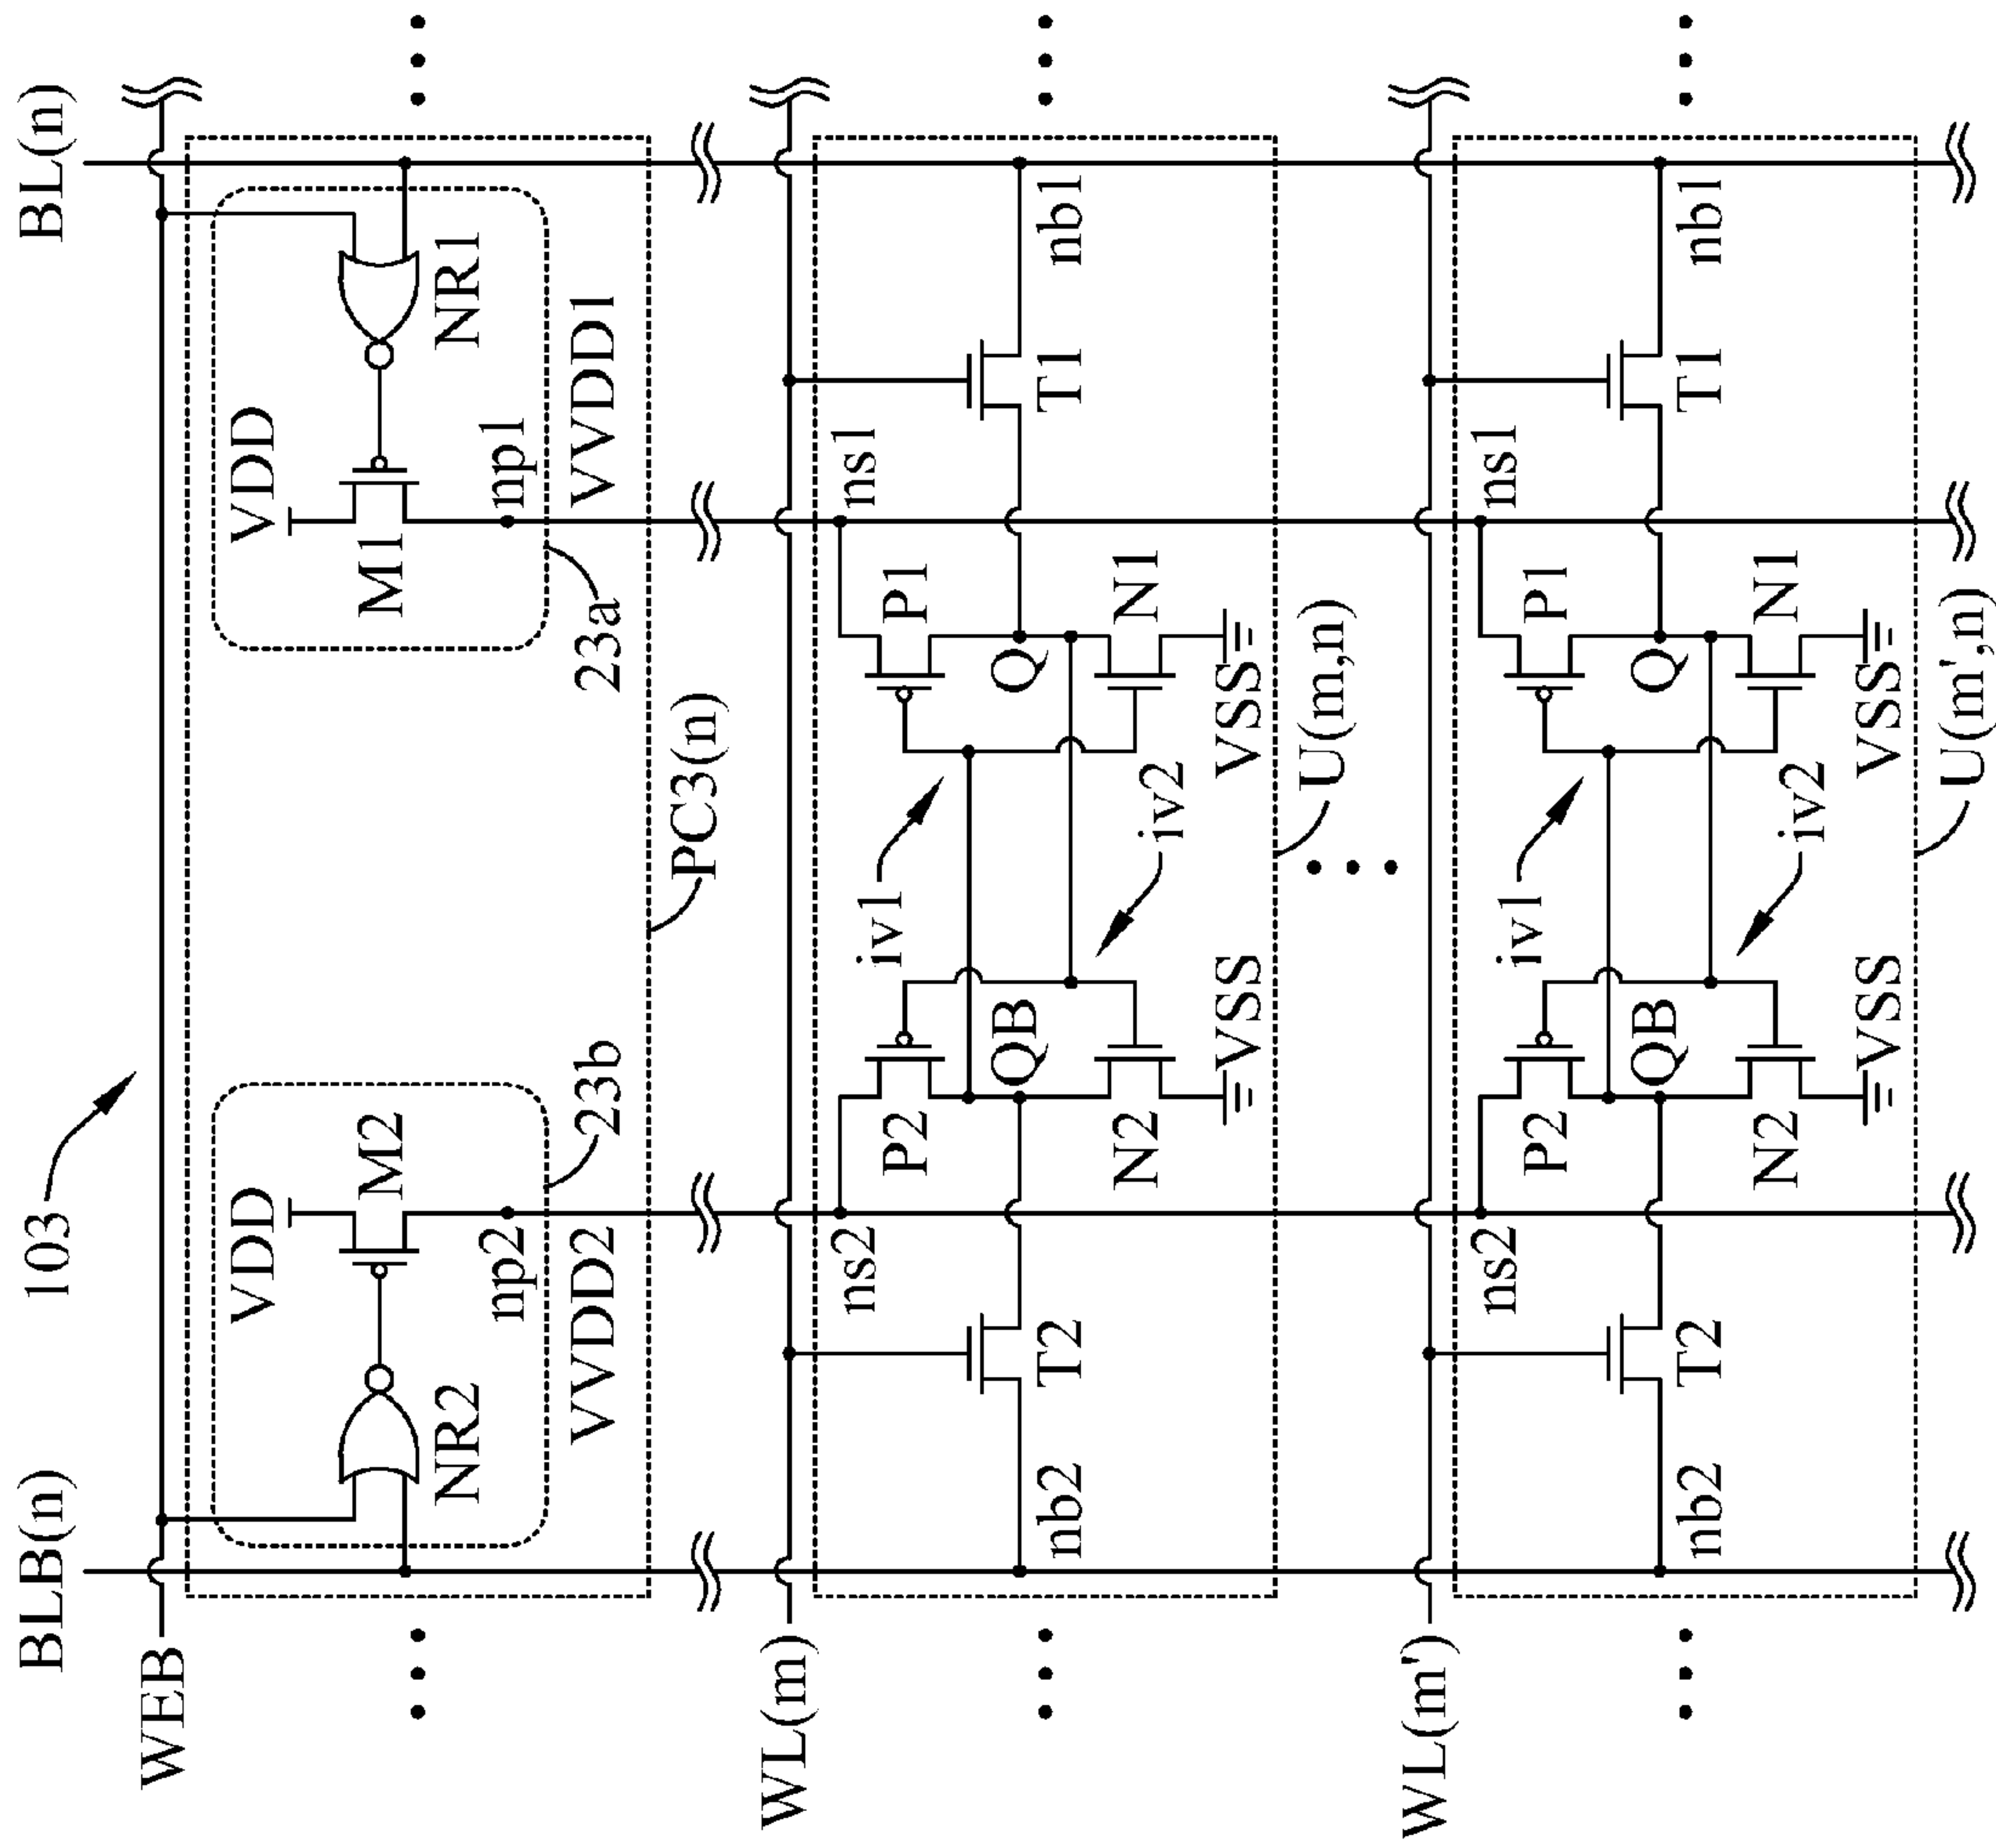 103
BLB(n)
BL(n)
WEB
VDD
M2
NR2
np2
VVDD2
23b
VDD
M1
NR1
np1
VVDD1
23a
PC3(n)
WL(m)
ns2
ns1
iv1
P2
P1
QB
Q
T2
T1
nb2
nb1
N2
N1
iv2
VSS
VSS
U(m,n)
WL(m')
ns2
ns1
iv1
P2
P1
QB
Q
T2
T1
nb2
nb1
N2
N1
iv2
VSS
VSS
U(m',n)